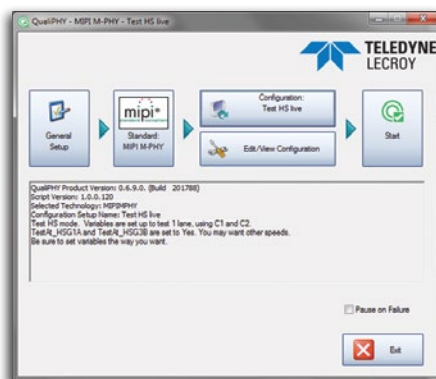 QualiPHY - MIPI M-PHY - Test HS live
TELEDYNE
LECROY
General
Setup
mipi
Standard:
MIPI M-PHY
Configuration:
Test HS live
Edit/View Configuration
Start
QualiPHY Product Version: 0.6.9.0. (Build 201788)
Script Version: 1.0.0.120
Selected Technology: MIPIMPHY
Configuration Setup Name: Test HS live
Test HS mode. Variables are set up to test 1 lane, using C1 and C2.
TestAt_HSG1A and TestAt_HSG3B are set to Yes. You may want other speeds.
Be sure to set variables the way you want.
Pause on Failure
Exit